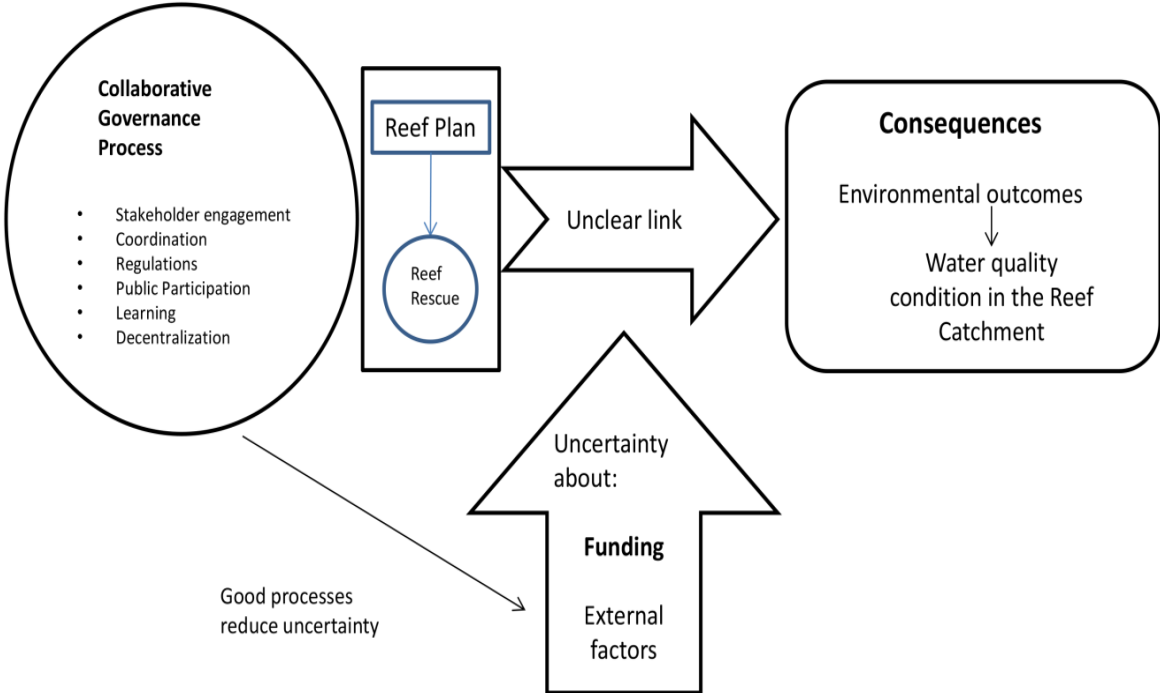 Collaborative
Governance
Process
• Stakeholder engagement
• Coordination
• Regulations
• Public Participation
• Learning
• Decentralization
Reef Plan
Reef
Rescue
Unclear link
Consequences
Environmental outcomes
Water quality
condition in the Reef
Catchment
Uncertainty
about:
Funding
External
factors
Good processes
reduce uncertainty